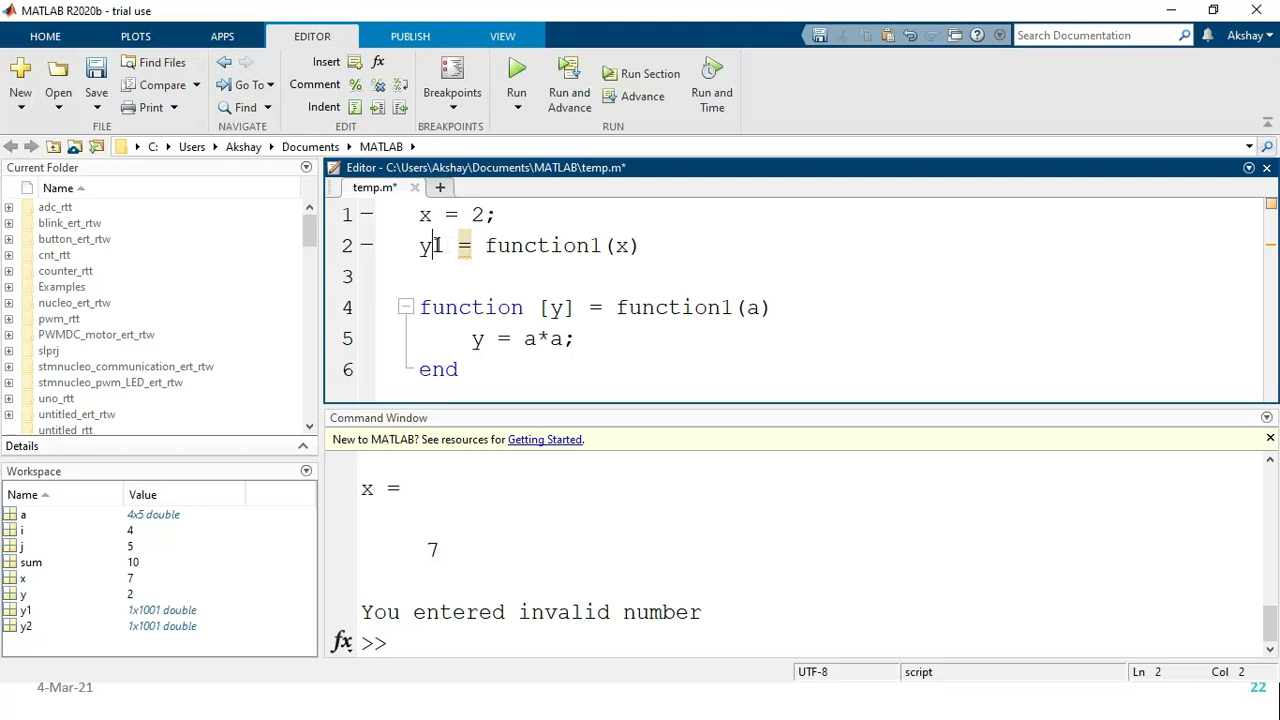 MATLAB R2020b - trial use
HOME PLOTS APPS EDITOR PUBLISH VIEW Search Documentation Akshay
New Open Save Find Files Compare Print Go To Find Insert fx Comment Indent Breakpoints Run Run and Advance Run Section Advance Run and Time
FILE NAVIGATE EDIT BREAKPOINTS RUN
C: Users Akshay Documents MATLAB
Current Folder
Name
adc_rtt
blink_ert_rtw
button_ert_rtw
cnt_rtt
counter_rtt
Examples
nucleo_ert_rtw
pwm_rtt
PWMDC_motor_ert_rtw
slprj
stmnucleo_communication_ert_rtw
stmnucleo_pwm_LED_ert_rtw
uno_rtt
untitled_ert_rtw
untitled_rtt
Details
Workspace
Name Value
a 4x5 double
i 4
j 5
sum 10
x 7
y 2
y1 1x1001 double
y2 1x1001 double
Editor - C:\Users\Akshay\Documents\MATLAB\temp.m*
temp.m*
1 x = 2;
2 y1 = function1(x)
3
4 function [y] = function1(a)
5 y = a*a;
6 end
Command Window
New to MATLAB? See resources for Getting Started.
x =
7
You entered invalid number
fx >>
UTF-8 script Ln 2 Col 2
4-Mar-21 22